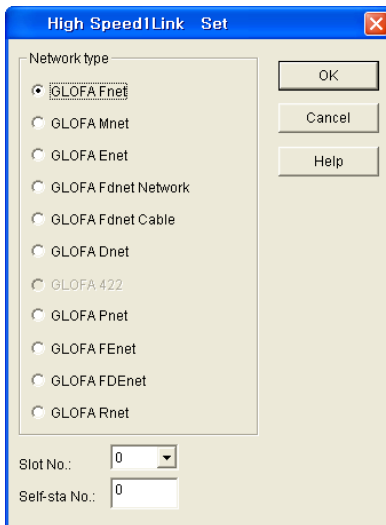 High Speed1Link Set
Network type
GLOFA Fnet
GLOFA Mnet
GLOFA Enet
GLOFA Fdnet Network
GLOFA Fdnet Cable
GLOFA Dnet
GLOFA 422
GLOFA Pnet
GLOFA FEnet
GLOFA FDEnet
GLOFA Rnet
OK
Cancel
Help
Slot No.: 0
Self-sta No.: 0